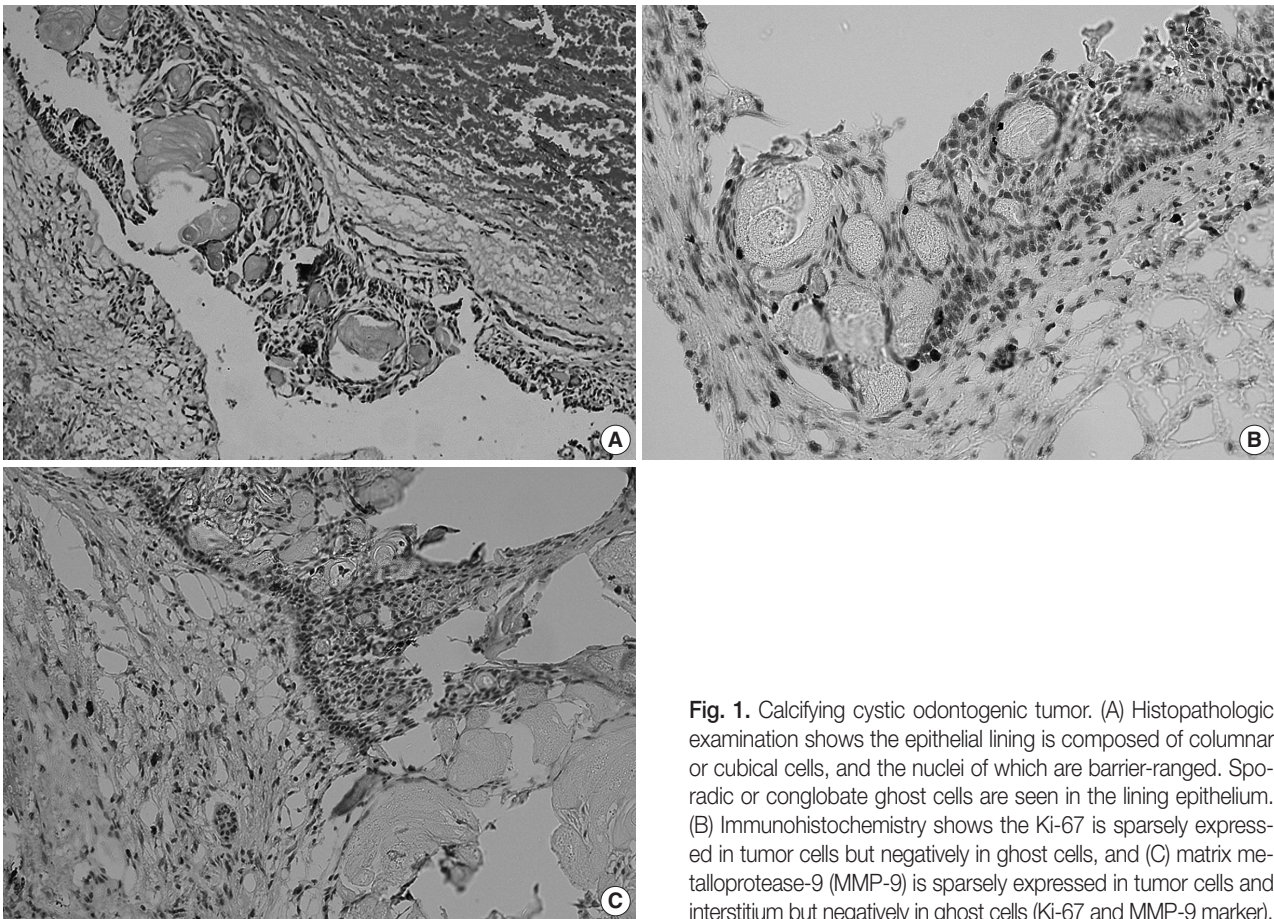 A
B
C
Fig. 1. Calcifying cystic odontogenic tumor. (A) Histopathologic
examination shows the epithelial lining is composed of columnar
or cubical cells, and the nuclei of which are barrier-ranged. Spo-
radic or conglobate ghost cells are seen in the lining epithelium.
(B) Immunohistochemistry shows the Ki-67 is sparsely express-
ed in tumor cells but negatively in ghost cells, and (C) matrix me-
talloprotease-9 (MMP-9) is sparsely expressed in tumor cells and
interstitium but negatively in ghost cells (Ki-67 and MMP-9 marker).